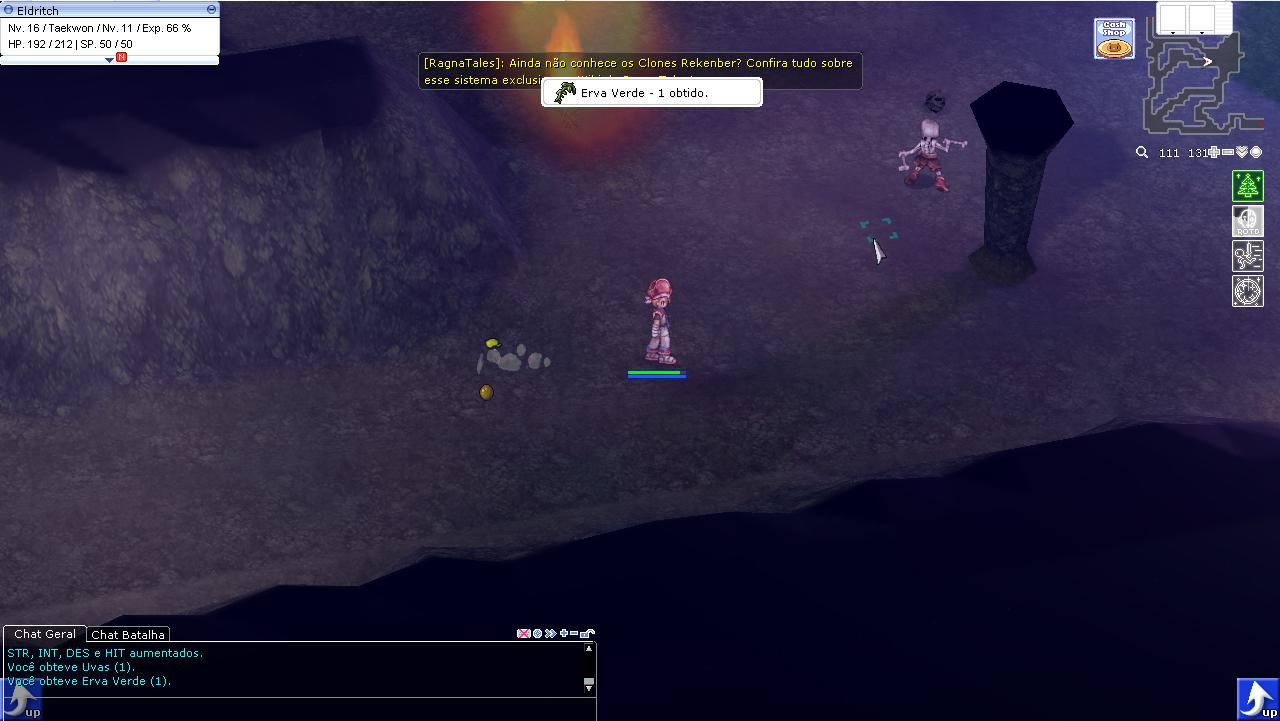 Eldritch
Nv. 16 / Taekwon / Nv. 11 / Exp. 66 %
HP. 192 / 212 | SP. 50 / 50
N
[RagnaTales]: Ainda não conhece os Clones Rekenber? Confira tudo sobre
esse sistema exclusi
Erva Verde - 1 obtido.
Cash
Shop
111 131
ROTD
Chat Geral
Chat Batalha
STR, INT, DES e HIT aumentados.
Você obteve Uvas (1).
Você obteve Erva Verde (1).
up
up